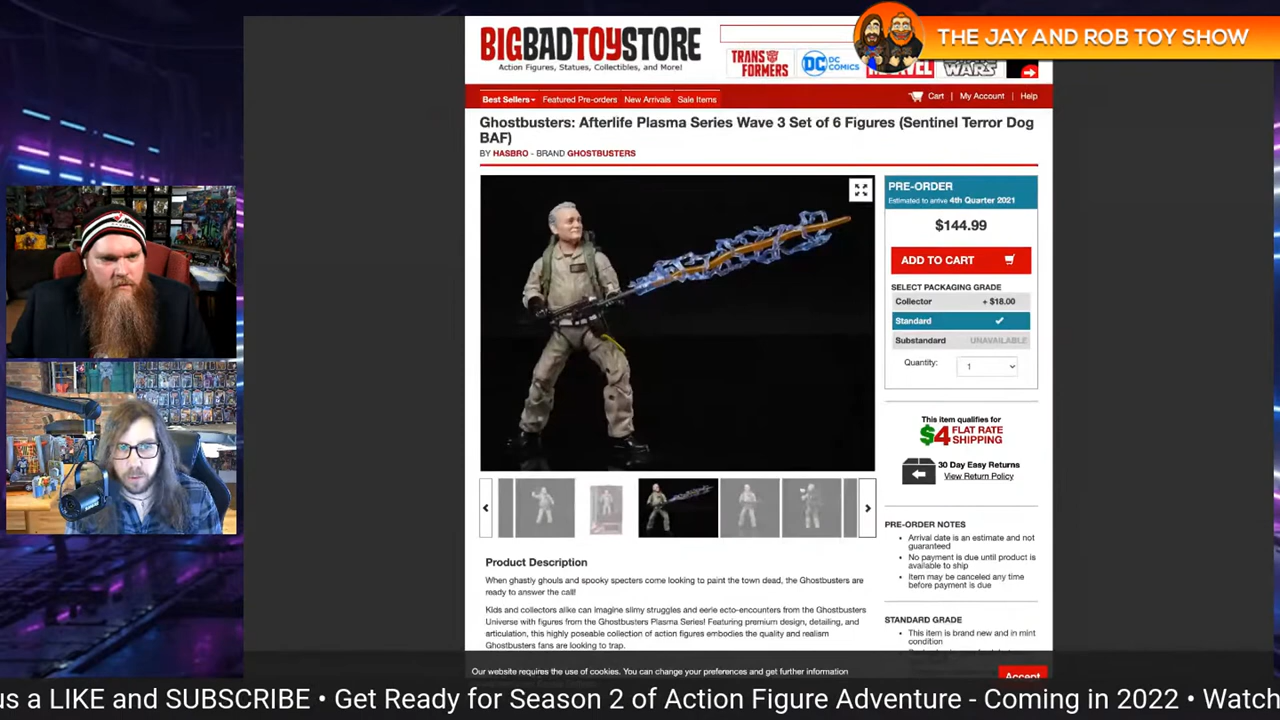 THE JAY AND ROB TOY SHOW
BIGBADTOYSTORE
Action Figures, Statues, Collectibles, and More!
TRANSFORMERS
DC DC COMICS
MARVEL
WARS
Best Sellers
Featured Pre-orders
New Arrivals
Sale Items
Cart | My Account | Help
Ghostbusters: Afterlife Plasma Series Wave 3 Set of 6 Figures (Sentinel Terror Dog
BAF)
BY HASBRO - BRAND GHOSTBUSTERS
PRE-ORDER
Estimated to arrive 4th Quarter 2021
$144.99
ADD TO CART
SELECT PACKAGING GRADE
Collector + $18.00
Standard
Substandard UNAVAILABLE
Quantity: 1
This item qualifies for
$4 FLAT RATE
SHIPPING
30 Day Easy Returns
View Return Policy
PRE-ORDER NOTES
• Arrival date is an estimate and not
guaranteed
• No payment is due until product is
available to ship
• Item may be canceled any time
before payment is due
STANDARD GRADE
• This item is brand new and in mint
condition
Product Description
When ghastly ghouls and spooky specters come looking to paint the town dead, the Ghostbusters are
ready to answer the call!
Kids and collectors alike can imagine slimy struggles and eerie ecto-encounters from the Ghostbusters
Universe with figures from the Ghostbusters Plasma Series! Featuring premium design, detailing, and
articulation, this highly poseable collection of action figures embodies the quality and realism
Ghostbusters fans are looking to trap.
Our website requires the use of cookies. You can change your preferences and get further information
Accept
us a LIKE and SUBSCRIBE • Get Ready for Season 2 of Action Figure Adventure - Coming in 2022 • Watch